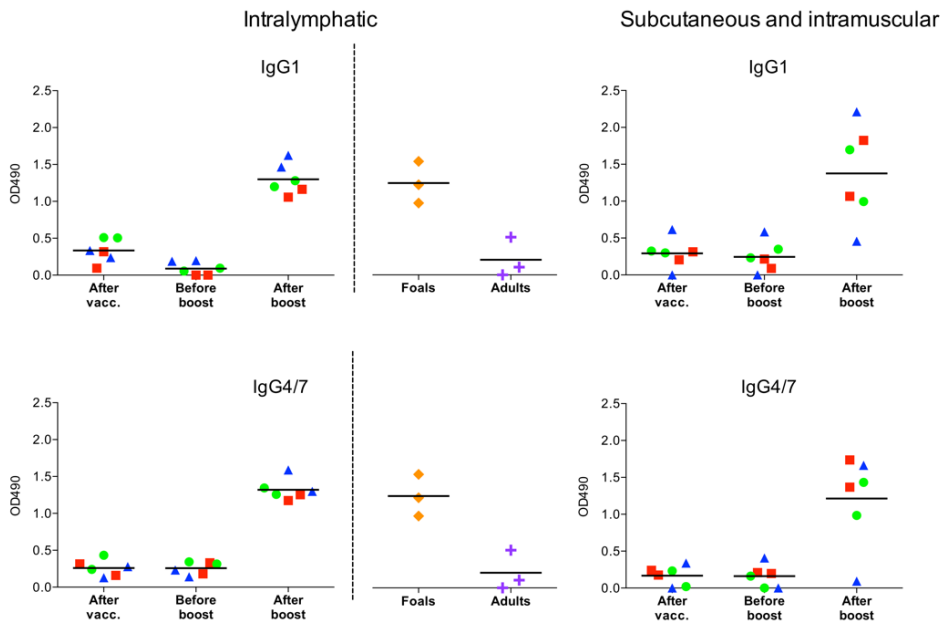 Intralymphatic
Subcutaneous and intramuscular
IgG1
2.5
2.0
1.5
1.0
0.5
0.0
OD490
After vacc.
Before boost
After boost
Foals
Adults
IgG1
2.5
2.0
1.5
1.0
0.5
0.0
OD490
After vacc.
Before boost
After boost
IgG4/7
2.5
2.0
1.5
1.0
0.5
0.0
OD490
After vacc.
Before boost
After boost
Foals
Adults
IgG4/7
2.5
2.0
1.5
1.0
0.5
0.0
OD490
After vacc.
Before boost
After boost